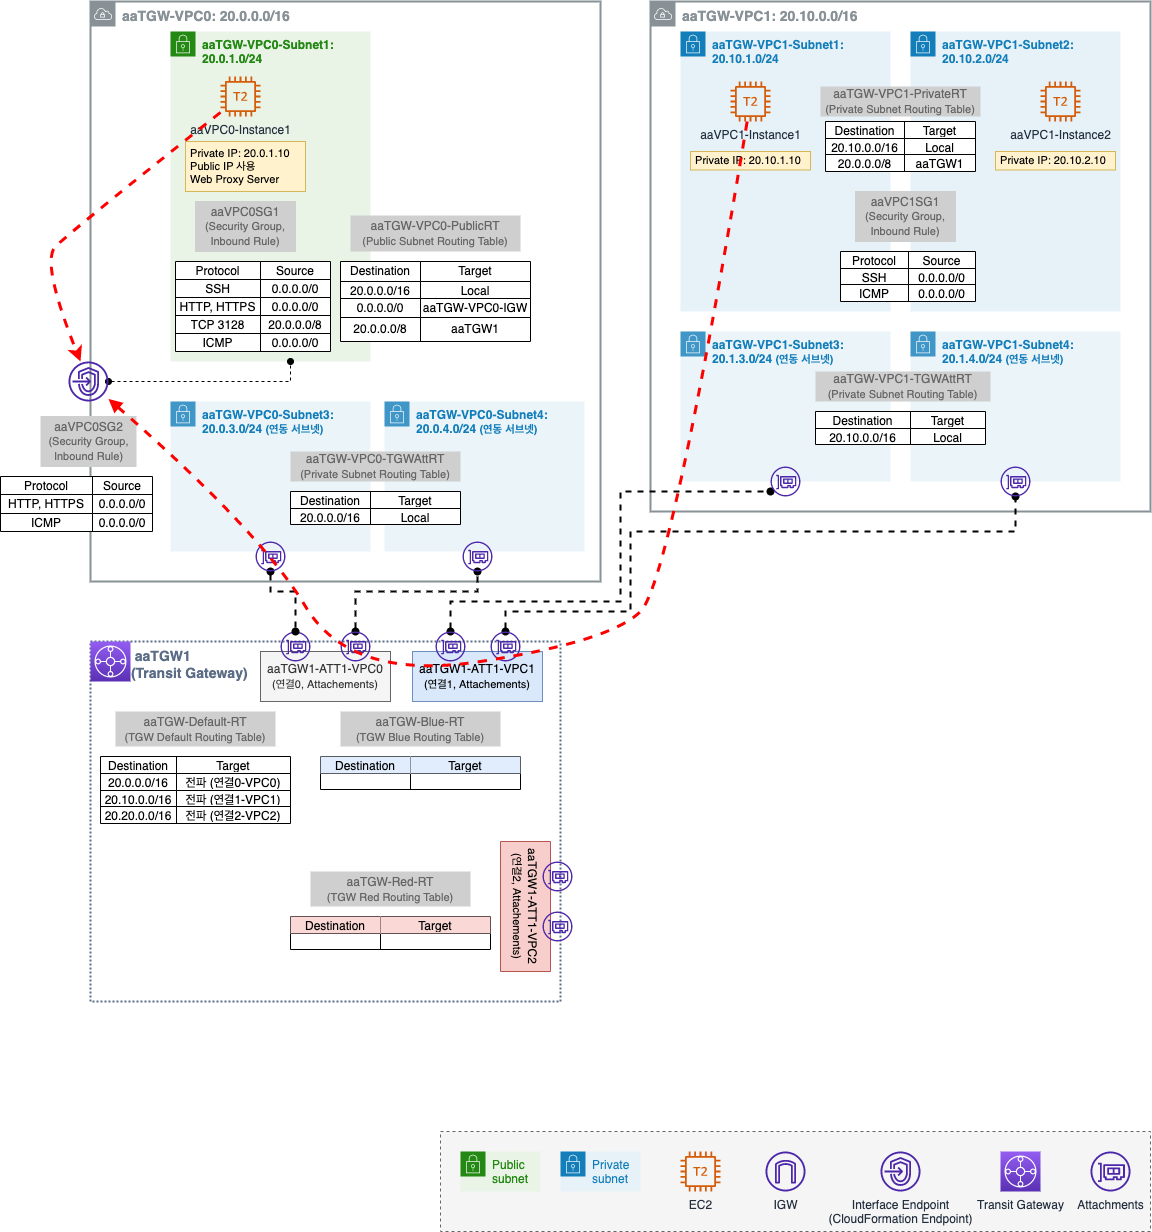 aaTGW-VPC0: 20.0.0.0/16
aaTGW-VPC0-Subnet1:
20.0.1.0/24
T2
aaVPC0-Instance1
Private IP: 20.0.1.10
Public IP 사용
Web Proxy Server
aaVPC0SG1
(Security Group,
Inbound Rule)
Protocol Source
SSH 0.0.0.0/0
HTTP, HTTPS 0.0.0.0/0
TCP 3128 20.0.0.0/8
ICMP 0.0.0.0/0
aaTGW-VPC0-PublicRT
(Public Subnet Routing Table)
Destination Target
20.0.0.0/16 Local
0.0.0.0/0 aaTGW-VPC0-IGW
20.0.0.0/8 aaTGW1
aaVPC0SG2
(Security Group,
Inbound Rule)
Protocol Source
HTTP, HTTPS 0.0.0.0/0
ICMP 0.0.0.0/0
aaTGW-VPC0-Subnet3:
20.0.3.0/24 (연동 서브넷)
aaTGW-VPC0-Subnet4:
20.0.4.0/24 (연동 서브넷)
aaTGW-VPC0-TGWAttRT
(Private Subnet Routing Table)
Destination Target
20.0.0.0/16 Local
aaTGW-VPC1: 20.10.0.0/16
aaTGW-VPC1-Subnet1:
20.10.1.0/24
T2
aaVPC1-Instance1
Private IP: 20.10.1.10
aaTGW-VPC1-Subnet2:
20.10.2.0/24
T2
aaVPC1-Instance2
Private IP: 20.10.2.10
aaTGW-VPC1-PrivateRT
(Private Subnet Routing Table)
Destination Target
20.10.0.0/16 Local
20.0.0.0/8 aaTGW1
aaVPC1SG1
(Security Group,
Inbound Rule)
Protocol Source
SSH 0.0.0.0/0
ICMP 0.0.0.0/0
aaTGW-VPC1-Subnet3:
20.1.3.0/24 (연동 서브넷)
aaTGW-VPC1-Subnet4:
20.1.4.0/24 (연동 서브넷)
aaTGW-VPC1-TGWAttRT
(Private Subnet Routing Table)
Destination Target
20.10.0.0/16 Local
aaTGW1
(Transit Gateway)
aaTGW1-ATT1-VPC0
(연결0, Attachements)
aaTGW1-ATT1-VPC1
(연결1, Attachements)
aaTGW-Default-RT
(TGW Default Routing Table)
Destination Target
20.0.0.0/16 전파 (연결0-VPC0)
20.10.0.0/16 전파 (연결1-VPC1)
20.20.0.0/16 전파 (연결2-VPC2)
aaTGW-Blue-RT
(TGW Blue Routing Table)
Destination Target
aaTGW-Red-RT
(TGW Red Routing Table)
Destination Target
aaTGW1-ATT1-VPC2
(연결2, Attachements)
Public
subnet
Private
subnet
T2
EC2
IGW
Interface Endpoint
(CloudFormation Endpoint)
Transit Gateway
Attachments